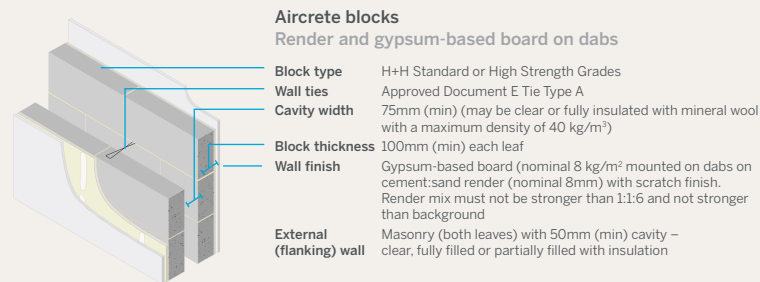 Aircrete blocks
Render and gypsum-based board on dabs
Block type H+H Standard or High Strength Grades
Wall ties Approved Document E Tie Type A
Cavity width 75mm (min) (may be clear or fully insulated with mineral wool
with a maximum density of 40 kg/m³)
Block thickness 100mm (min) each leaf
Wall finish Gypsum-based board (nominal 8 kg/m² mounted on dabs on
cement:sand render (nominal 8mm) with scratch finish.
Render mix must not be stronger than 1:1:6 and not stronger
than background
External Masonry (both leaves) with 50mm (min) cavity –
(flanking) wall clear, fully filled or partially filled with insulation